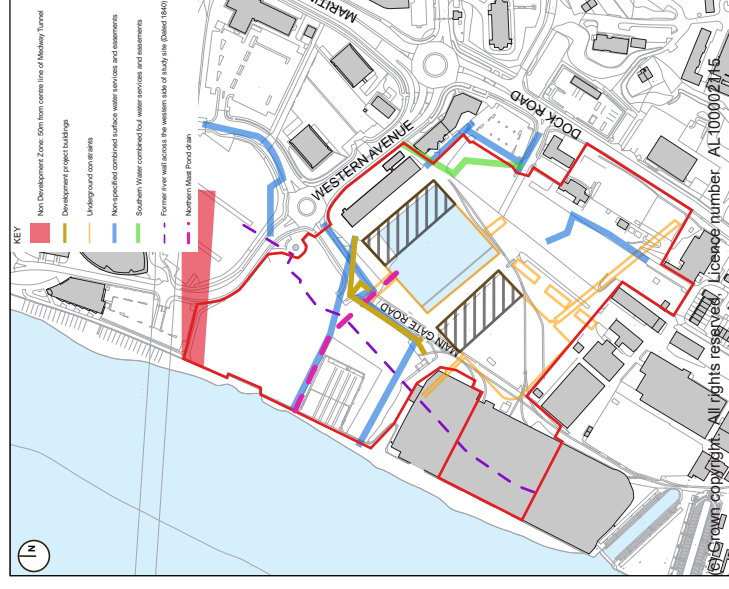 KEY
Non Development Zone: 50m from centre line of Medway Tunnel
Development project buildings
Underground constraints
Non-specified combined surface water services and easements
Southern Water combined foul water services and easements
Former river wall across the western side of study site (Dated 1840)
Northern Mast Pond drain
MARITI
WESTERN AVENUE
DOCK ROAD
MAIN GATE ROAD
N
(c) Crown copyright. All rights reserved. Licence number AL1000021115